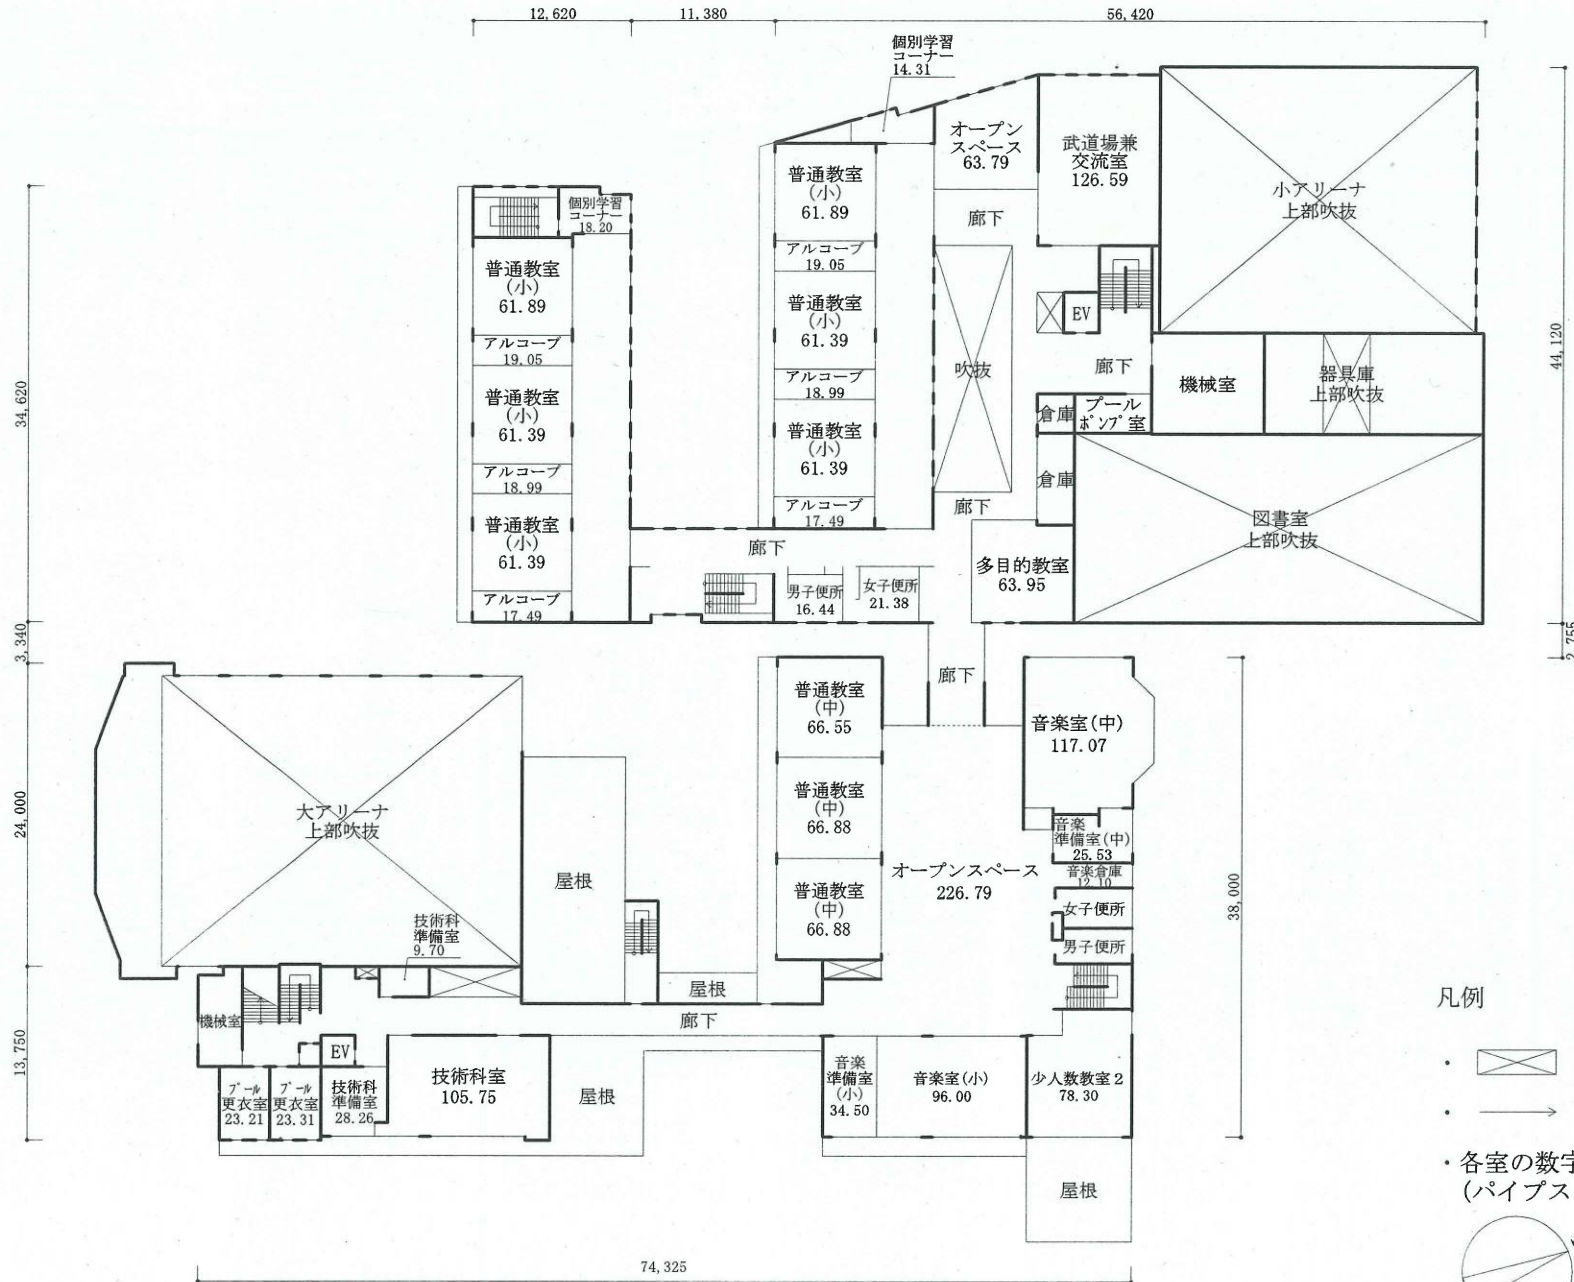 12,620
11,380
56,420
個別学習
コーナー
14.31
オープン
スペース
63.79
武道場兼
交流室
126.59
小アリーナ
上部吹抜
普通教室
(小)
61.89
個別学習
コーナー
18.20
廊下
アルコーブ
19.05
普通教室
(小)
61.89
普通教室
(小)
61.39
EV
アルコーブ
19.05
アルコーブ
18.99
吹抜
廊下
機械室
器具庫
上部吹抜
44,120
34,620
普通教室
(小)
61.39
普通教室
(小)
61.39
倉庫
プール
ポンプ室
アルコーブ
18.99
倉庫
アルコーブ
17.49
廊下
図書室
上部吹抜
普通教室
(小)
61.39
廊下
多目的教室
63.95
男子便所
16.44
女子便所
21.38
アルコーブ
17.49
3,340
2,755
廊下
普通教室
(中)
66.55
音楽室(中)
117.07
大アリーナ
上部吹抜
24,000
普通教室
(中)
66.88
音楽
準備室(中)
25.53
音楽倉庫
12.10
屋根
オープンスペース
226.79
普通教室
(中)
66.88
女子便所
38,000
技術科
準備室
9.70
男子便所
屋根
機械室
廊下
凡例
13,750
EV
プール
更衣室
23.21
プール
更衣室
23.31
技術科
準備室
28.26
技術科室
105.75
屋根
音楽
準備室
(小)
34.50
音楽室(小)
96.00
少人数教室2
78.30
・各室の数字
(パイプス
屋根
74,325